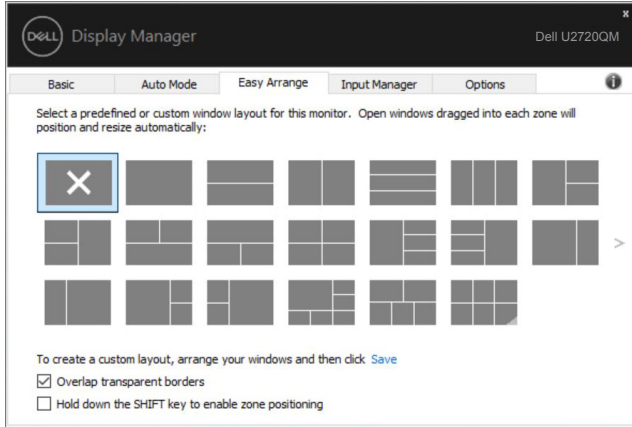 x
DELL Display Manager
Dell U2720QM
Basic Auto Mode Easy Arrange Input Manager Options
Select a predefined or custom window layout for this monitor. Open windows dragged into each zone will
position and resize automatically:
>
To create a custom layout, arrange your windows and then click Save
Overlap transparent borders
Hold down the SHIFT key to enable zone positioning